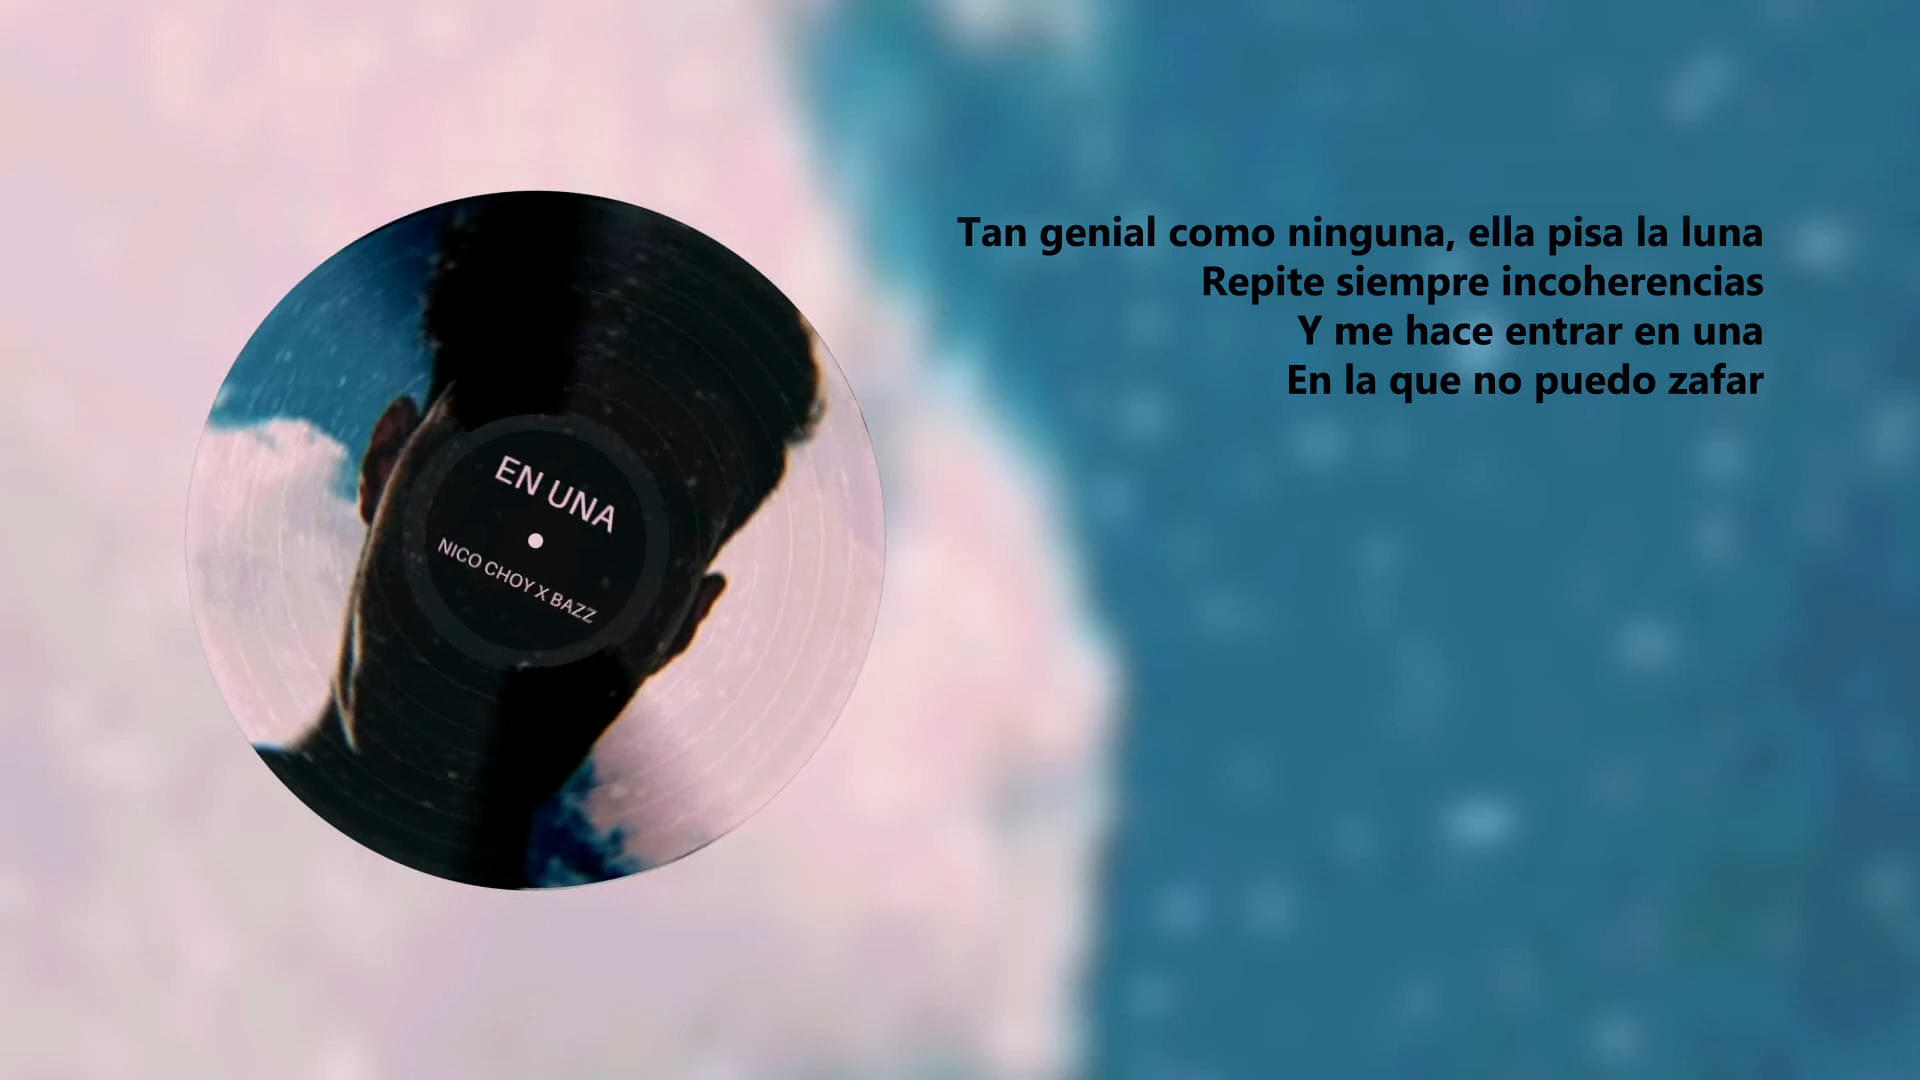 EN UNA
NICO CHOY X BAZZ
Tan genial como ninguna, ella pisa la luna
Repite siempre incoherencias
Y me hace entrar en una
En la que no puedo zafar